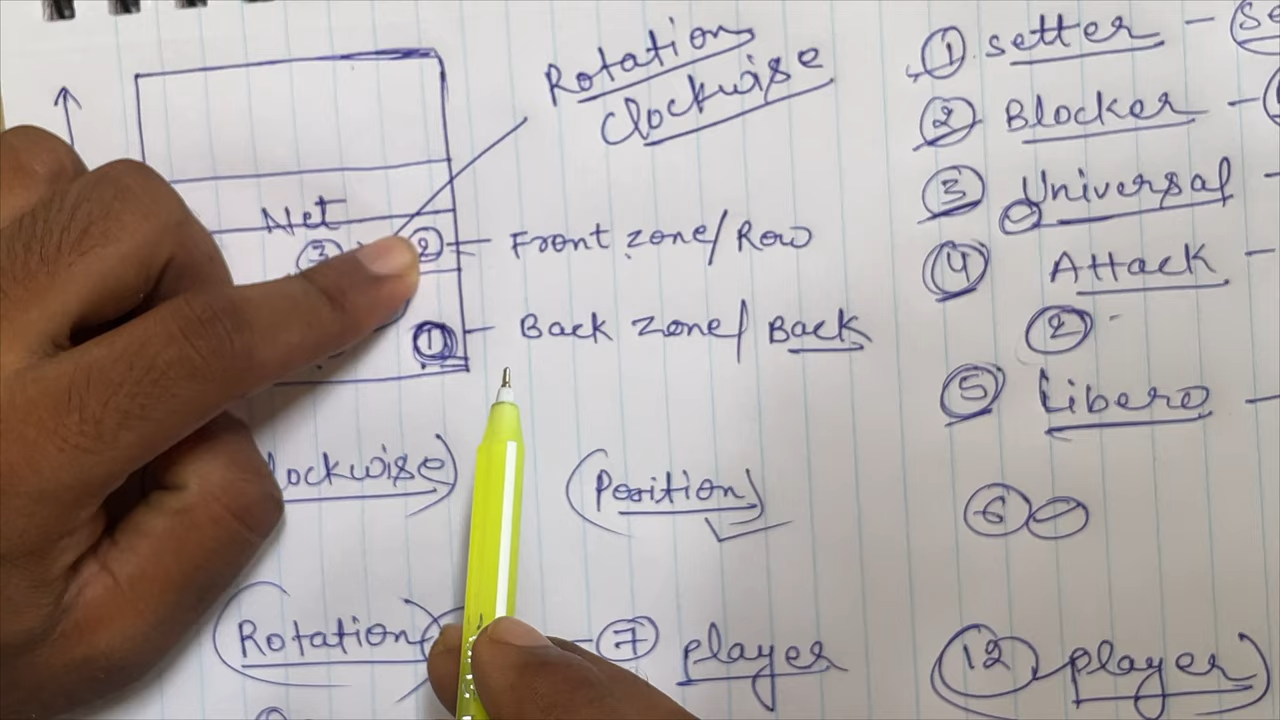 Rotation
Clockwise
Net
3
2
Front zone/Row
1
Back zone/Back
lockwise)
(Position)
(Rotation)
7 player
1 setter -
2 Blocker -
3 Universal -
4 Attack -
2
5 Libero -
6
(12 player)